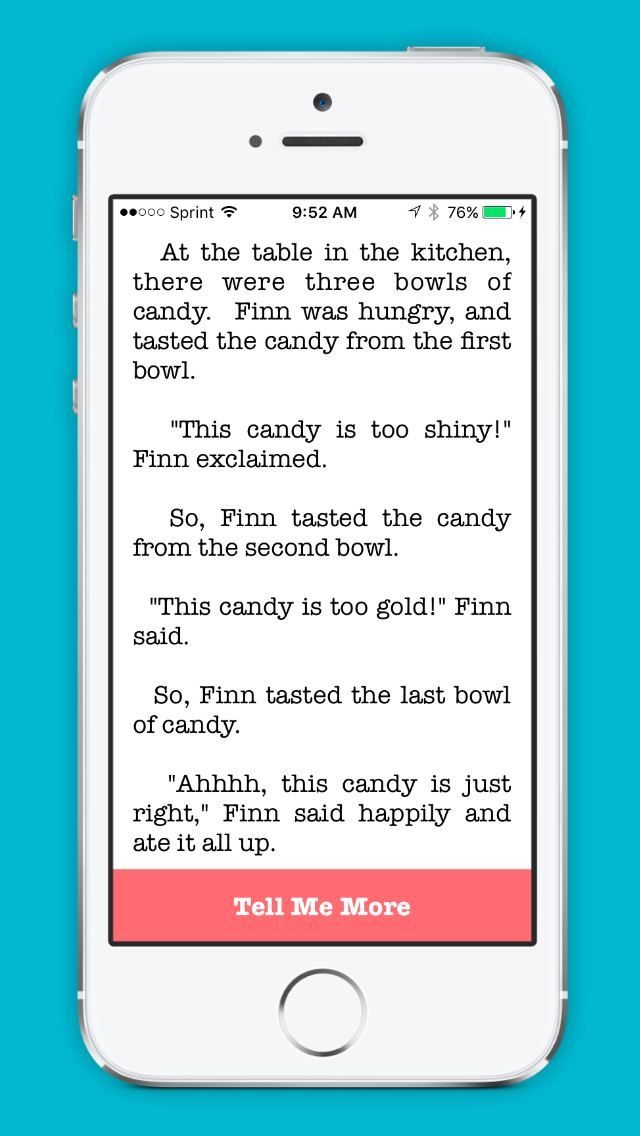 Sprint 9:52 AM 76%
At the table in the kitchen,
there were three bowls of
candy. Finn was hungry, and
tasted the candy from the first
bowl.
"This candy is too shiny!"
Finn exclaimed.
So, Finn tasted the candy
from the second bowl.
"This candy is too gold!" Finn
said.
So, Finn tasted the last bowl
of candy.
"Ahhhh, this candy is just
right," Finn said happily and
ate it all up.
Tell Me More